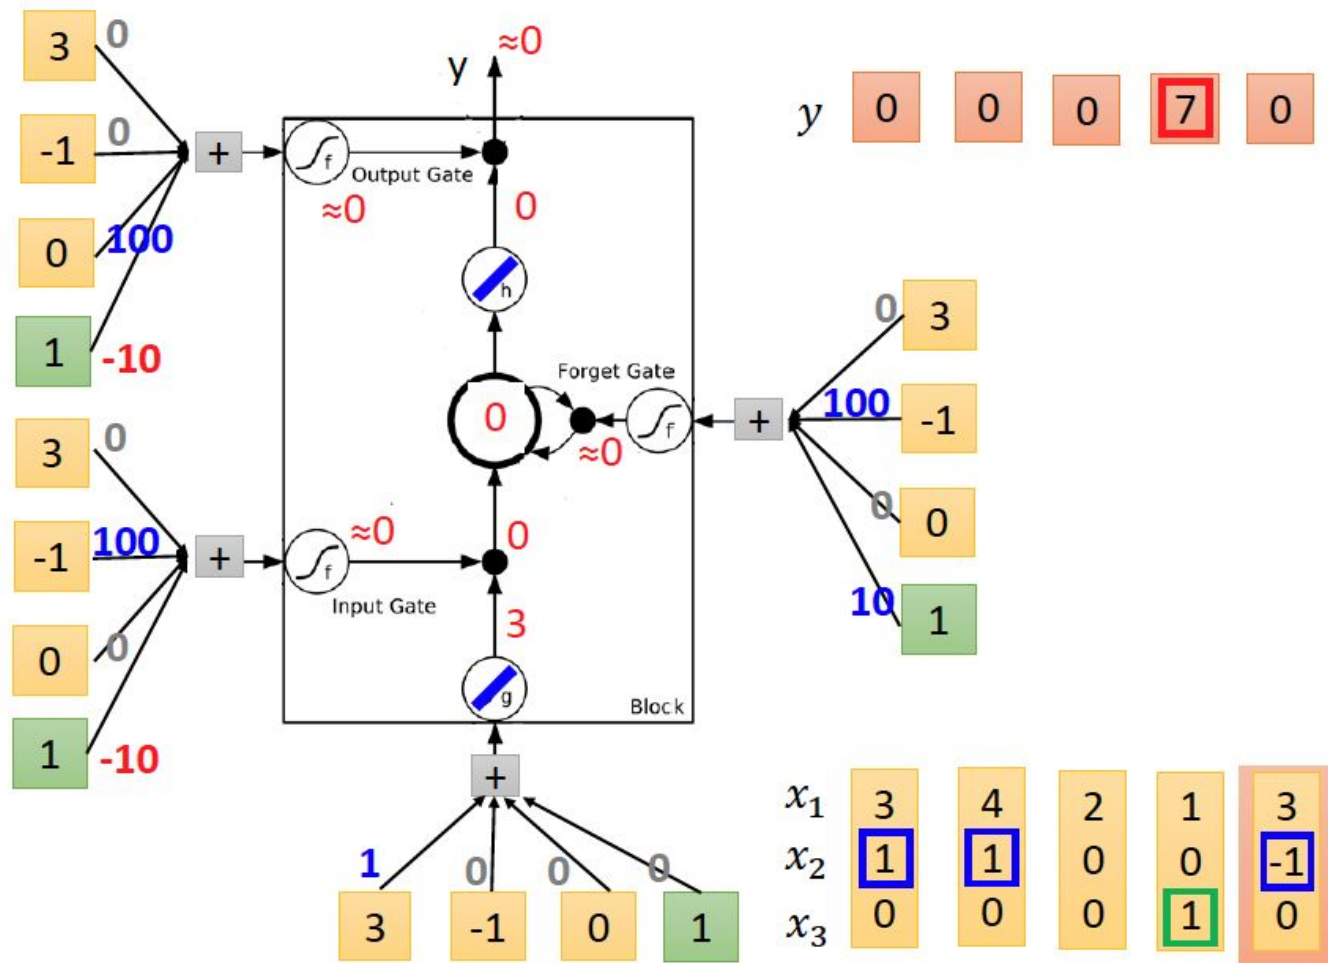 3 0
-1 0
0 100
1 -10
y ≈0
f
Output Gate
≈0
0
h
+
y 0 0 0 7 0
3 0
-1 100
0 0
1 -10
+
f
≈0
Input Gate
0
Forget Gate
f
≈0
0
3
g
Block
+
0 3
100 -1
0 0
10 1
+
1 0 0 0
3 -1 0 1
x1 3 4 2 1 3
x2 1 1 0 0 -1
x3 0 0 0 1 0